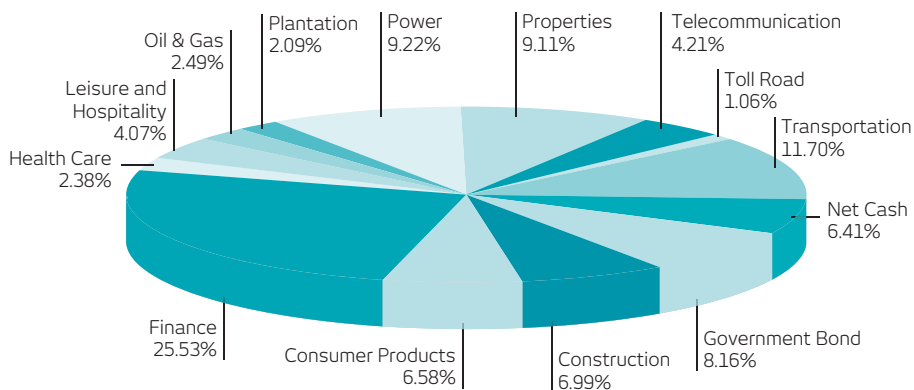 Plantation
2.09%
Power
9.22%
Properties
9.11%
Telecommunication
4.21%
Oil & Gas
2.49%
Toll Road
1.06%
Leisure and
Hospitality
4.07%
Transportation
11.70%
Health Care
2.38%
Net Cash
6.41%
Finance
25.53%
Consumer Products
6.58%
Construction
6.99%
Government Bond
8.16%